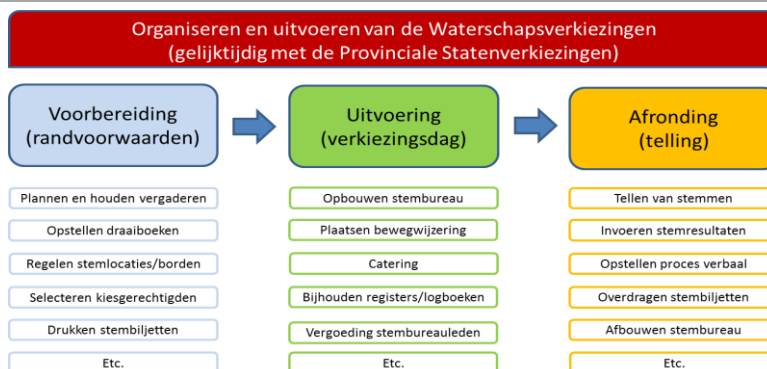 Organiseren en uitvoeren van de Waterschapsverkiezingen
(gelijktijdig met de Provinciale Statenverkiezingen)
Voorbereiding
(randvoorwaarden)
Uitvoering
(verkiezingsdag)
Afronding
(telling)
Plannen en houden vergaderen
Opstellen draaiboeken
Regelen stemlocaties/borden
Selecteren kiesgerechtigden
Drukken stembiljetten
Etc.
Opbouwen stembureau
Plaatsen bewegwijzering
Catering
Bijhouden registers/logboeken
Vergoeding stembureauleden
Etc.
Tellen van stemmen
Invoeren stemresultaten
Opstellen proces verbaal
Overdragen stembiljetten
Afbouwen stembureau
Etc.